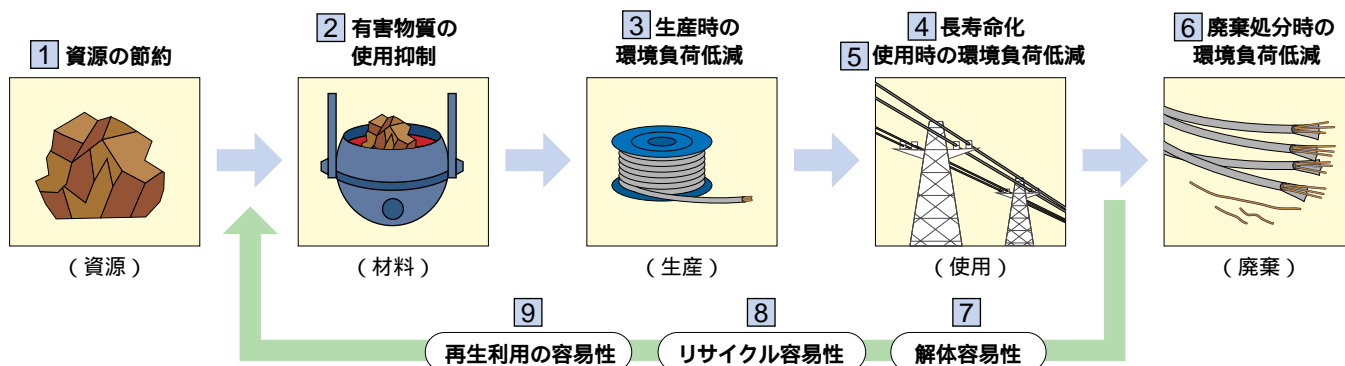 1 資源の節約
2 有害物質の
使用抑制
3 生産時の
環境負荷低減
4 長寿命化
5 使用時の環境負荷低減
6 廃棄処分時の
環境負荷低減
(資源)
(材料)
(生産)
(使用)
(廃棄)
9
再生利用の容易性
8
リサイクル容易性
7
解体容易性